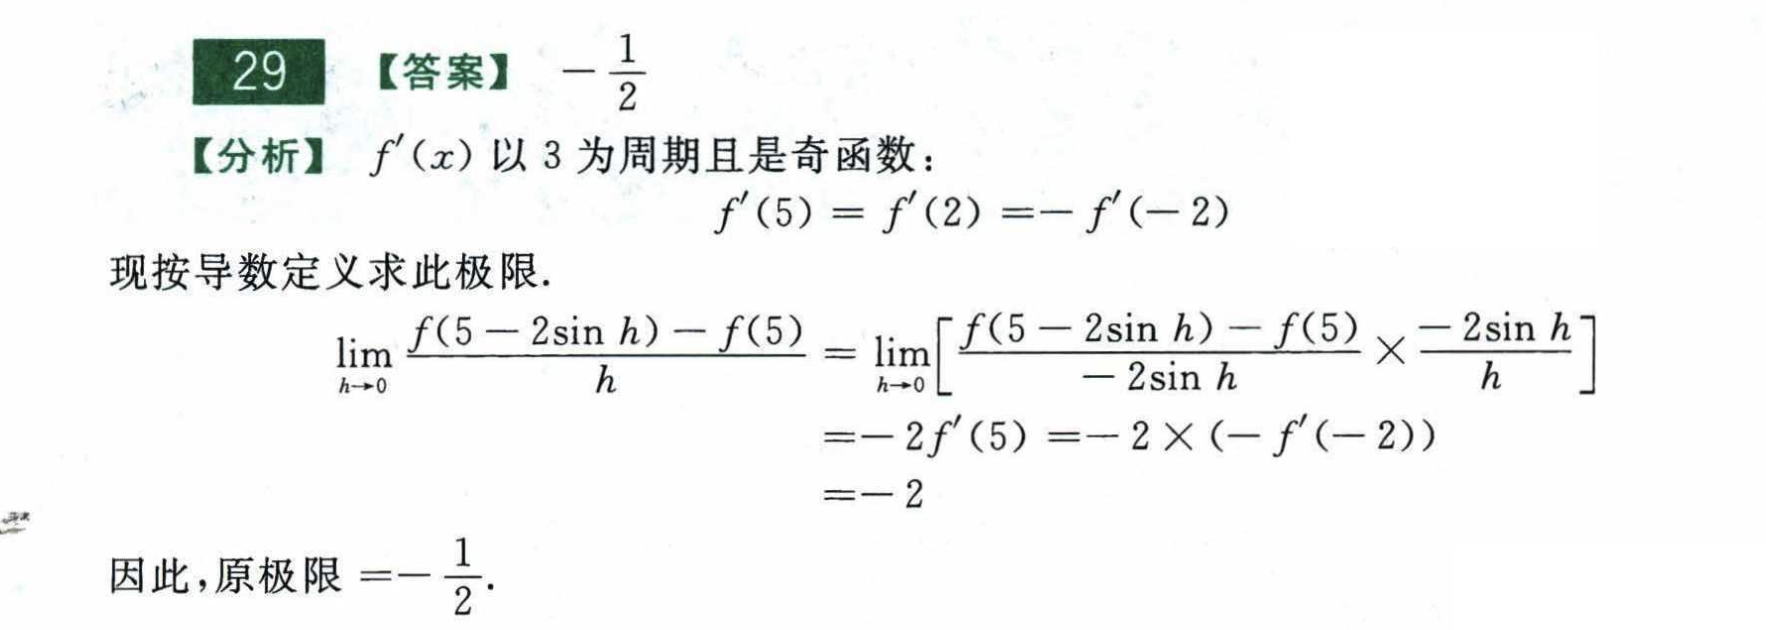 29 【答案】 $-\frac{1}{2}$
【分析】 $f'(x)$ 以 3 为周期且是奇函数：
$f'(5) = f'(2) = -f'(-2)$
现按导数定义求此极限.
$\lim_{h \to 0} \frac{f(5 - 2\sin h) - f(5)}{h} = \lim_{h \to 0} \left[ \frac{f(5 - 2\sin h) - f(5)}{-2\sin h} \times \frac{-2\sin h}{h} \right]$
$= -2f'(5) = -2 \times (-f'(-2))$
$= -2$
因此，原极限 $= -\frac{1}{2}$.